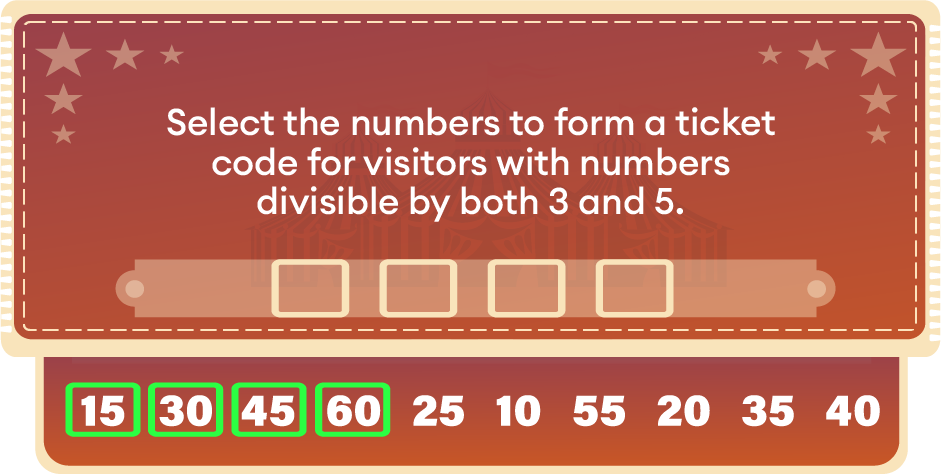 Select the numbers to form a ticket
code for visitors with numbers
divisible by both 3 and 5.
15 30 45 60 25 10 55 20 35 40